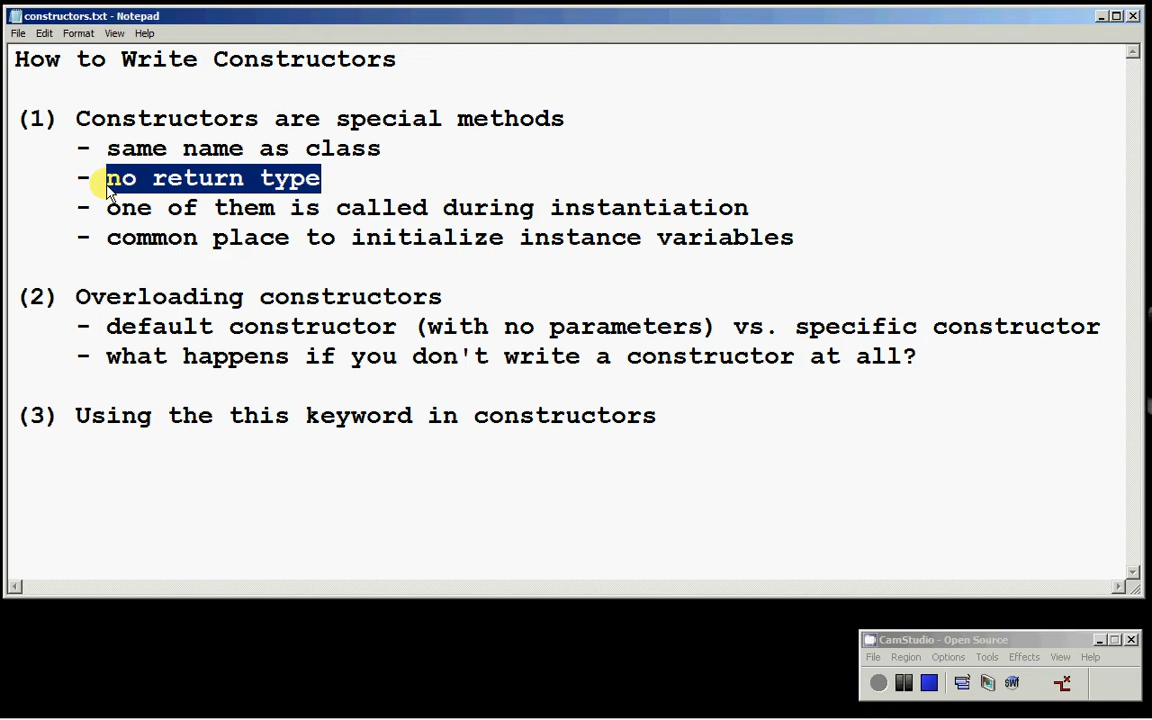 constructors.txt - Notepad
File Edit Format View Help
How to Write Constructors
(1) Constructors are special methods
- same name as class
- no return type
- one of them is called during instantiation
- common place to initialize instance variables
(2) Overloading constructors
- default constructor (with no parameters) vs. specific constructor
- what happens if you don't write a constructor at all?
(3) Using the this keyword in constructors
CamStudio - Open Source
File Region Options Tools Effects View Help
SWF